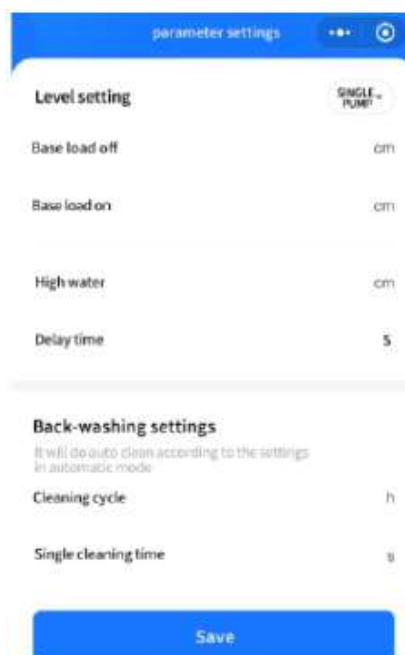 parameter settings
Level setting
SINGLE
PUMP
Base load off
cm
Base load on
cm
High water
cm
Delay time
S
Back-washing settings
It will do auto clean according to the settings
in automatic mode
Cleaning cycle
h
Single cleaning time
s
Save